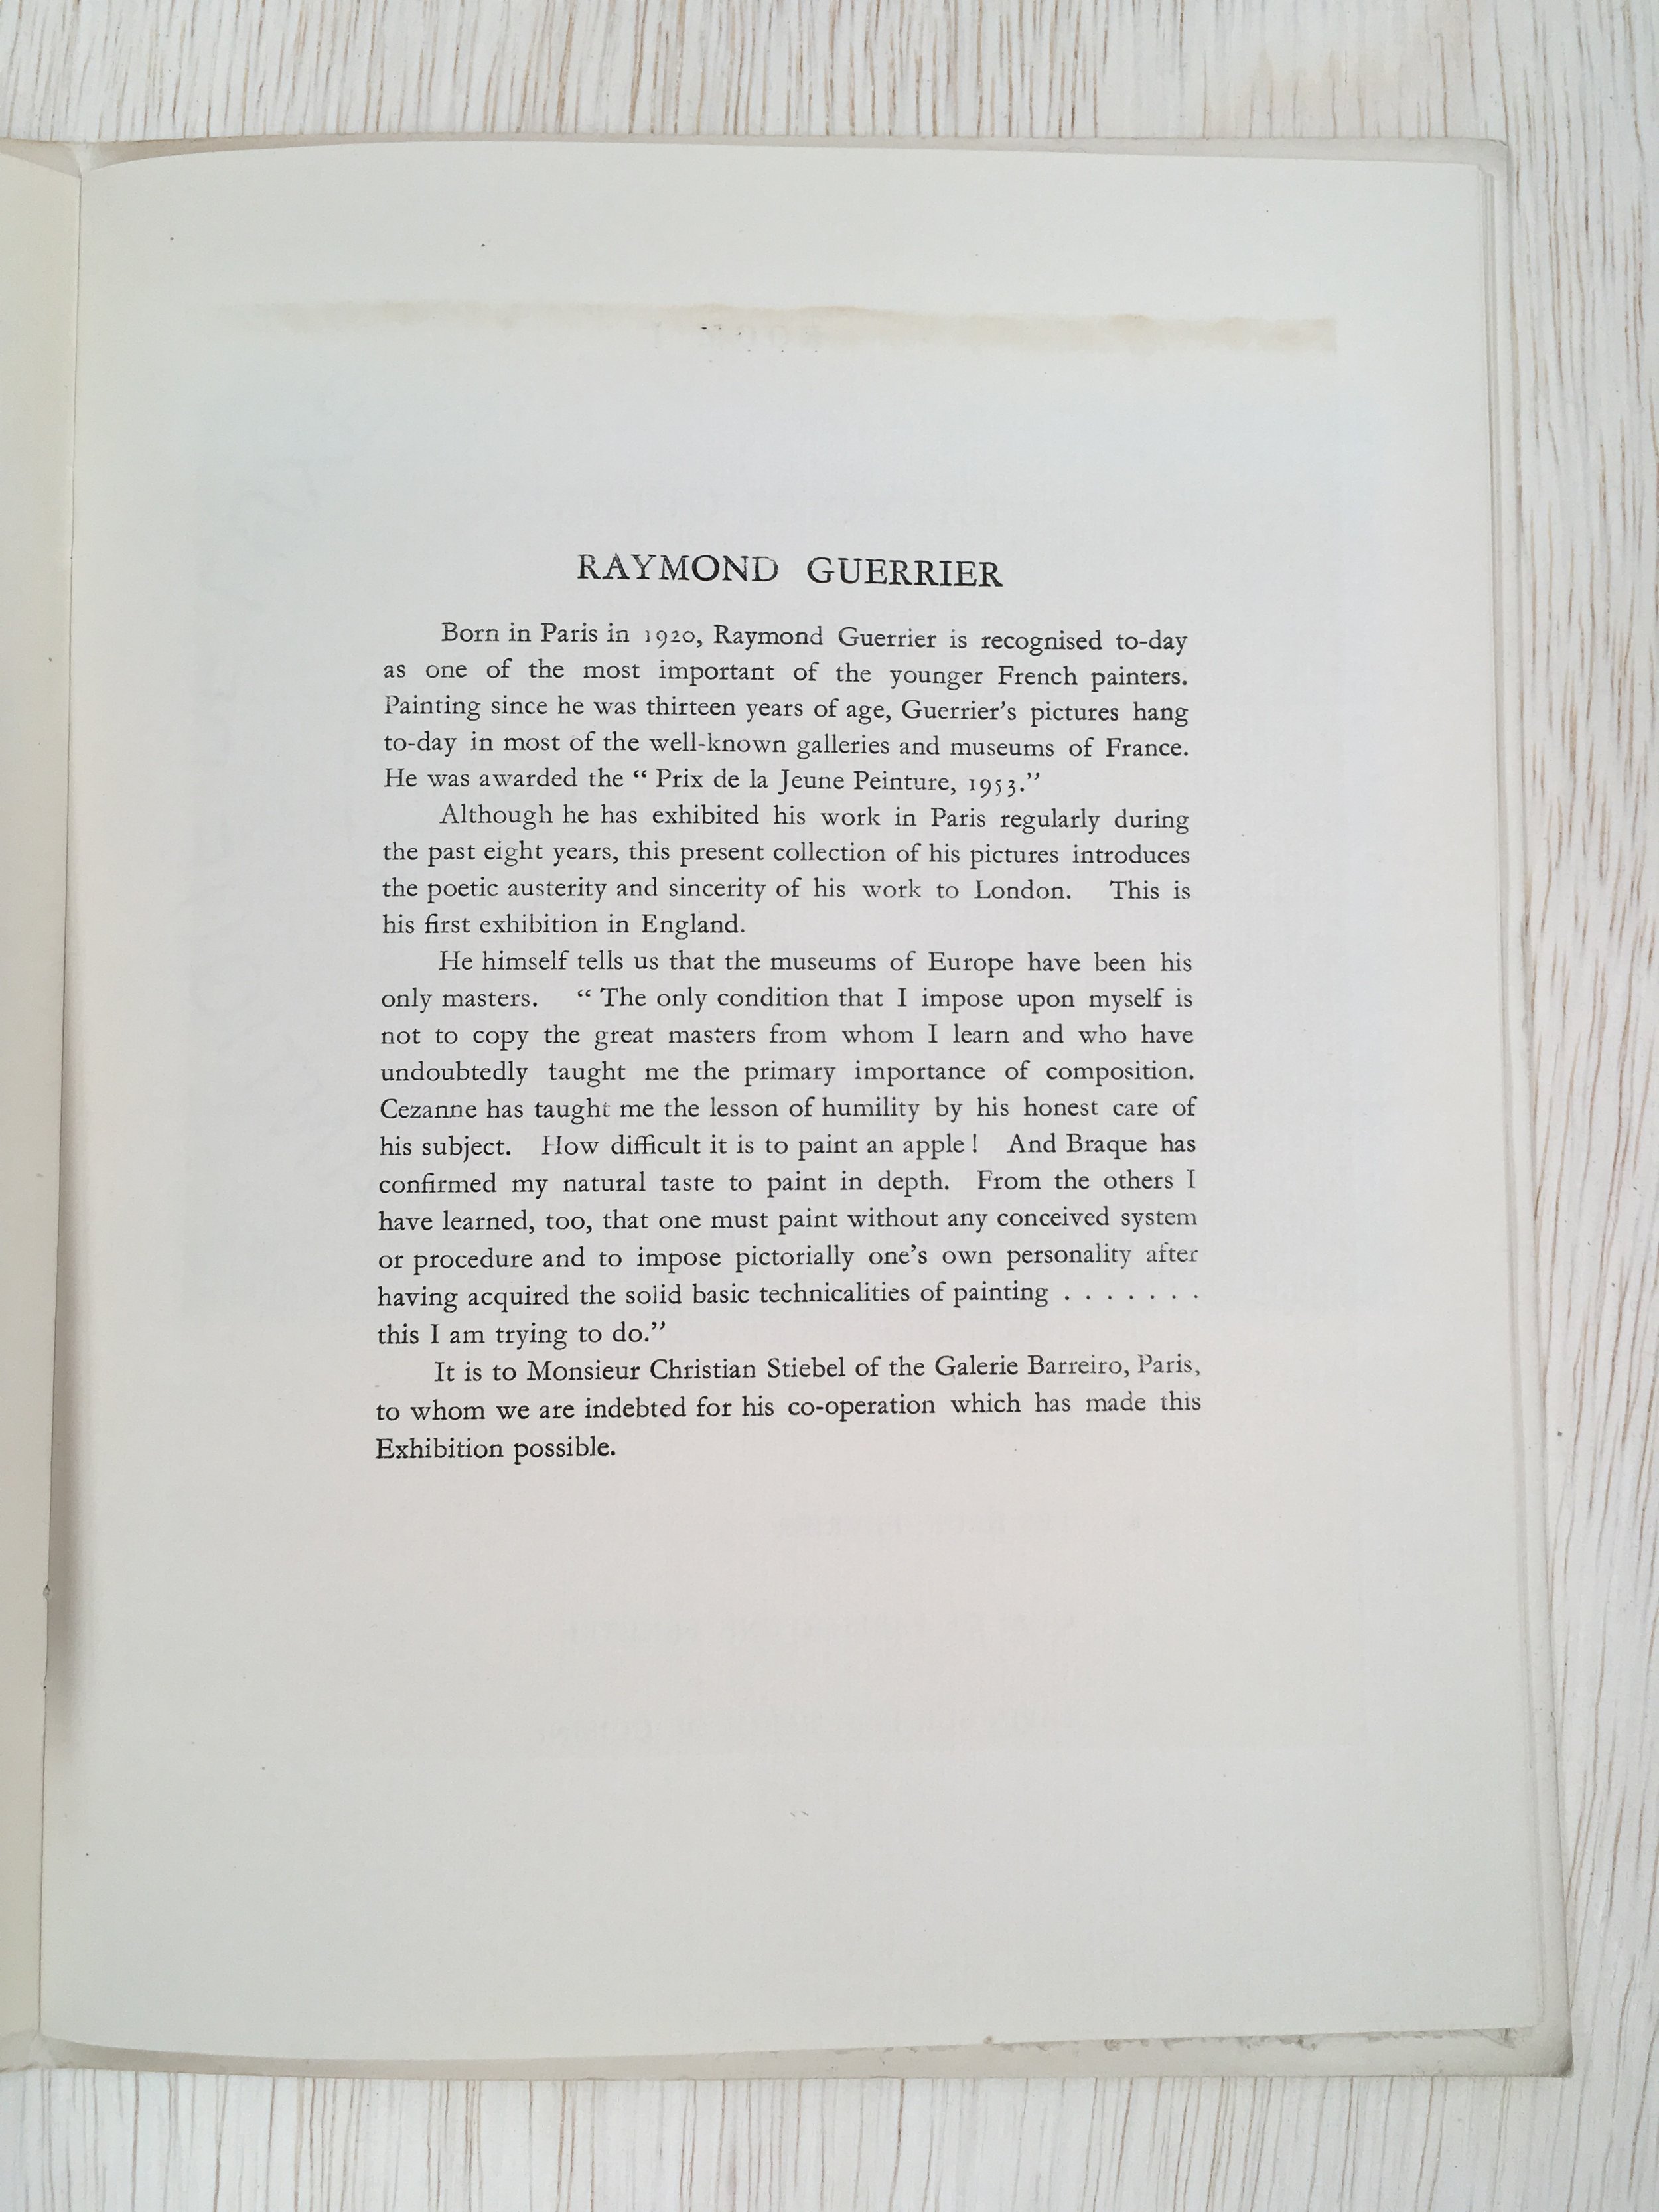 RAYMOND GUERRIER
Born in Paris in 1920, Raymond Guerrier is recognised to-day
as one of the most important of the younger French painters.
Painting since he was thirteen years of age, Guerrier's pictures hang
to-day in most of the well-known galleries and museums of France.
He was awarded the “ Prix de la Jeune Peinture, 1953.”
Although he has exhibited his work in Paris regularly during
the past eight years, this present collection of his pictures introduces
the poetic austerity and sincerity of his work to London. This is
his first exhibition in England.
He himself tells us that the museums of Europe have been his
only masters. “ The only condition that I impose upon myself is
not to copy the great masters from whom I learn and who have
undoubtedly taught me the primary importance of composition.
Cezanne has taught me the lesson of humility by his honest care of
his subject. How difficult it is to paint an apple ! And Braque has
confirmed my natural taste to paint in depth. From the others I
have learned, too, that one must paint without any conceived system
or procedure and to impose pictorially one's own personality after
having acquired the solid basic technicalities of painting . . . . . . .
this I am trying to do.”
It is to Monsieur Christian Stiebel of the Galerie Barreiro, Paris,
to whom we are indebted for his co-operation which has made this
Exhibition possible.